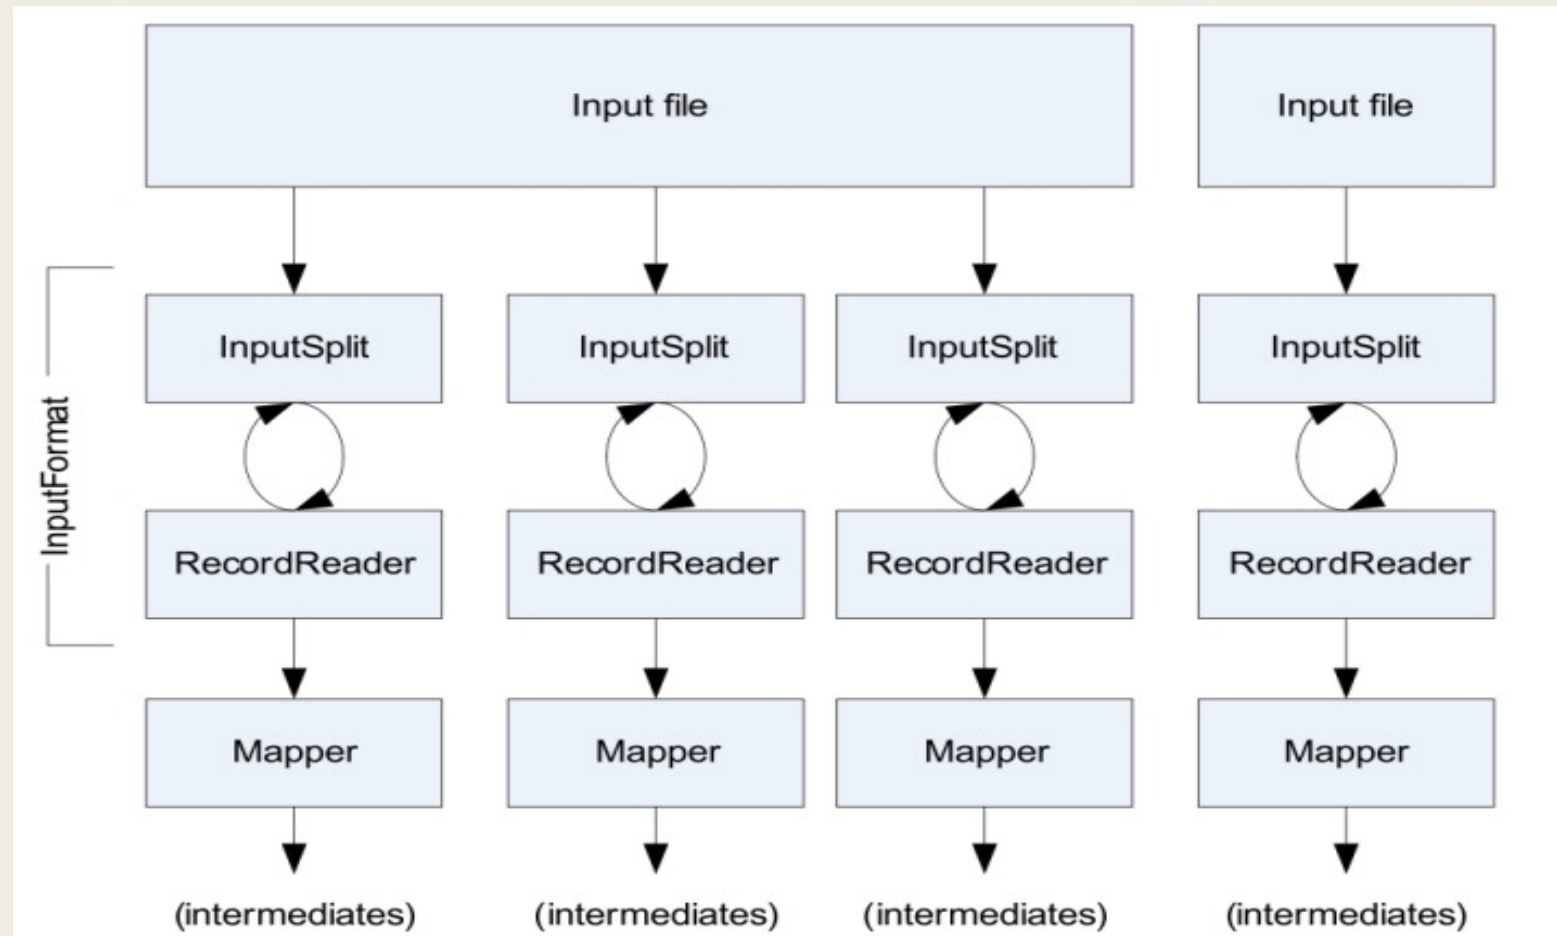 Input file
Input file
InputSplit
InputSplit
InputSplit
InputSplit
InputFormat
RecordReader
RecordReader
RecordReader
RecordReader
Mapper
Mapper
Mapper
Mapper
(intermediates)
(intermediates)
(intermediates)
(intermediates)